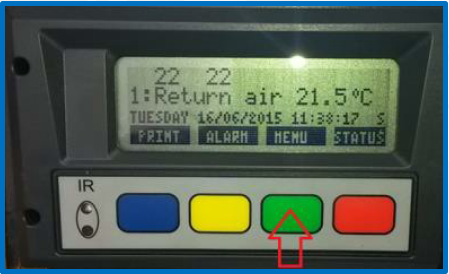 22 22
1:Return air 21.5°C
TUESDAY 16/06/2015 11:38:17 S
PRINT ALARM MENU STATUS
IR